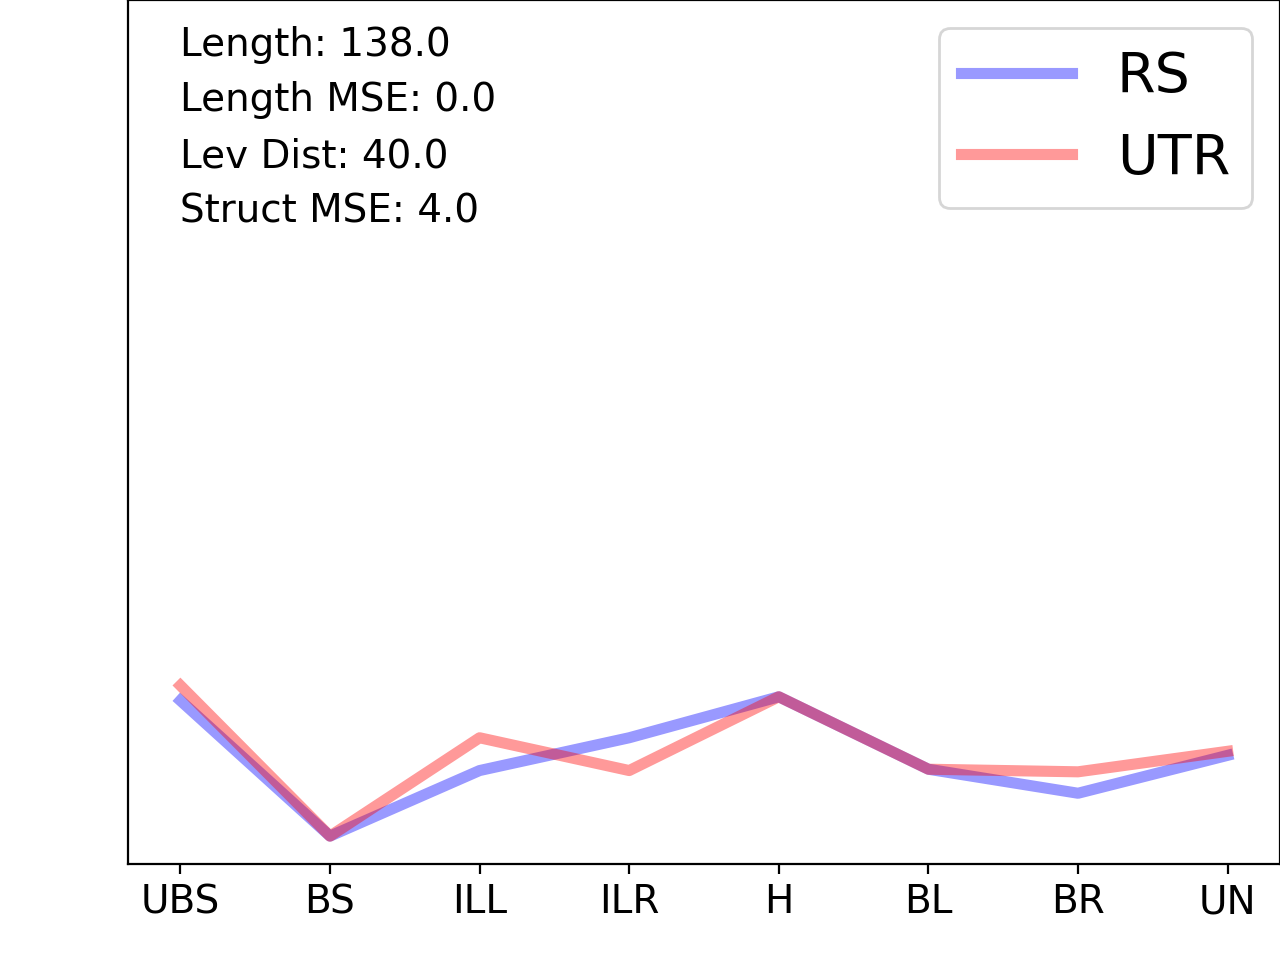 Length: 138.0
Length MSE: 0.0
Lev Dist: 40.0
Struct MSE: 4.0
RS
UTR
UBS BS ILL ILR H BL BR UN